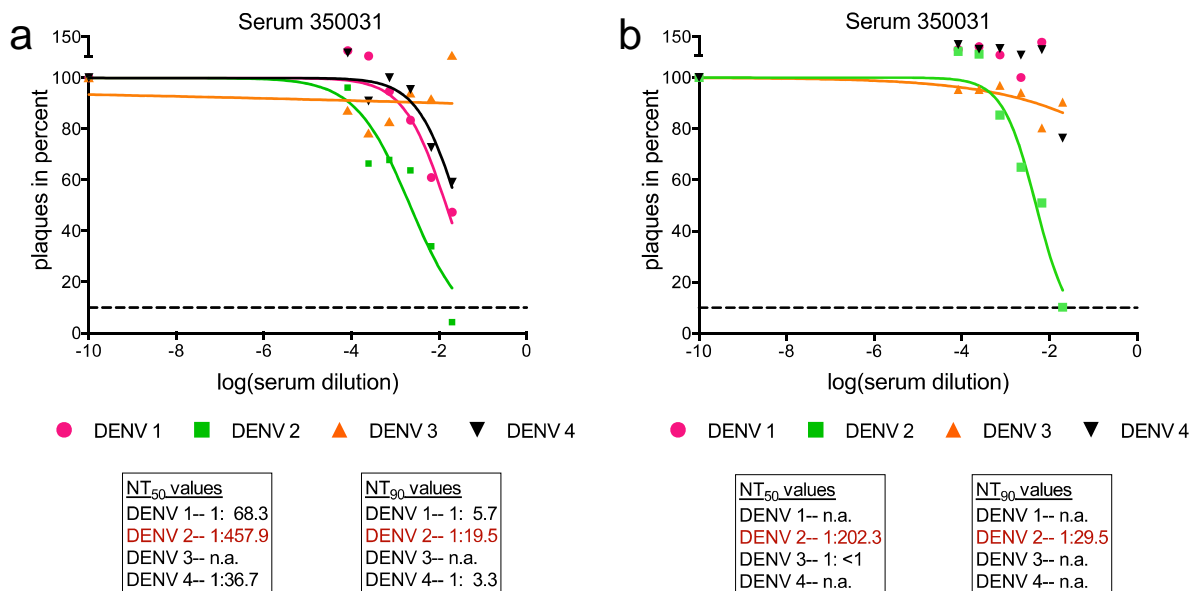 a
Serum 350031
150
100
80
60
40
20
0
plaques in percent
-10
-8
-6
-4
-2
0
log(serum dilution)
DENV 1
DENV 2
DENV 3
DENV 4
NT50 values
DENV 1-- 1: 68.3
DENV 2-- 1:457.9
DENV 3-- n.a.
DENV 4-- 1:36.7
NT90 values
DENV 1-- 1: 5.7
DENV 2-- 1:19.5
DENV 3-- n.a.
DENV 4-- 1: 3.3
b
Serum 350031
150
100
80
60
40
20
0
plaques in percent
-10
-8
-6
-4
-2
0
log(serum dilution)
DENV 1
DENV 2
DENV 3
DENV 4
NT50 values
DENV 1-- n.a.
DENV 2-- 1:202.3
DENV 3-- 1: <1
DENV 4-- n.a.
NT90 values
DENV 1-- n.a.
DENV 2-- 1:29.5
DENV 3-- n.a.
DENV 4-- n.a.